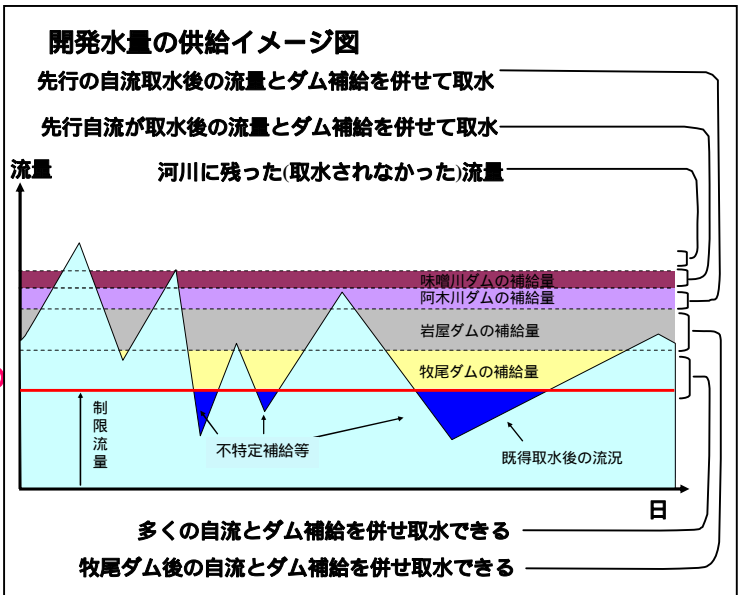 開発水量の供給イメージ図
先行の自流取水後の流量とダム補給を併せて取水
先行自流が取水後の流量とダム補給を併せて取水
流量
河川に残った(取水されなかった)流量
味噌川ダムの補給量
阿木川ダムの補給量
岩屋ダムの補給量
牧尾ダムの補給量
制限流量
不特定補給等
既得取水後の流況
日
多くの自流とダム補給を併せ取水できる
牧尾ダム後の自流とダム補給を併せ取水できる